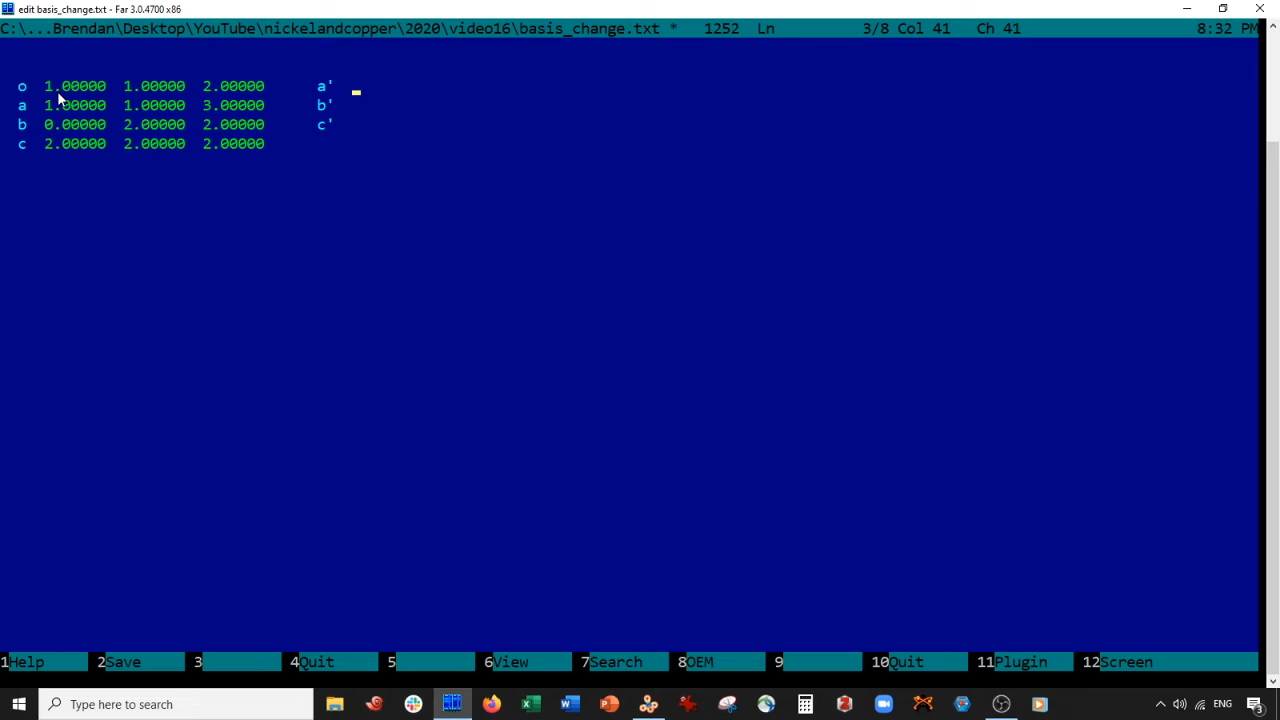 edit basis_change.txt - Far 3.0.4700 x86
C:\...Brendan\Desktop\YouTube\nickelandcopper\2020\video16\basis_change.txt * 1252 Ln 3/8 Col 41 Ch 41 8:32 PM
o 1.00000 1.00000 2.00000 a'
a 1.00000 1.00000 3.00000 b'
b 0.00000 2.00000 2.00000 c'
c 2.00000 2.00000 2.00000
1Help 2Save 3 4Quit 5 6View 7Search 8OEM 9 10Quit 11Plugin 12Screen
Type here to search ENG 3